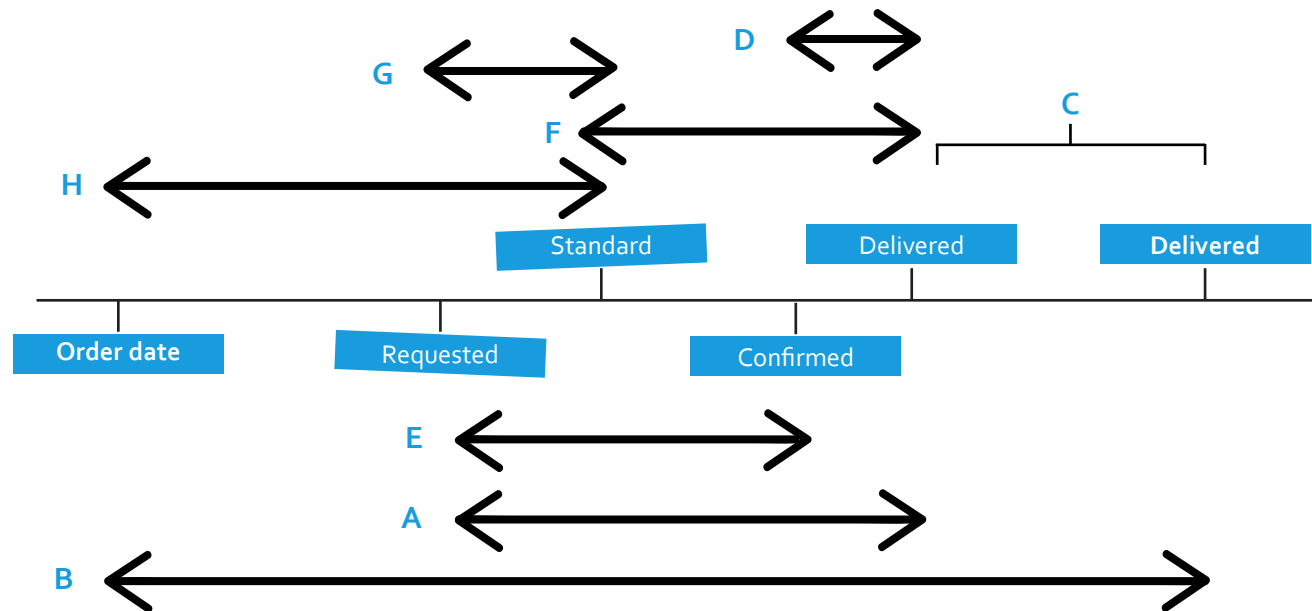 D
G
C
F
H
Standard
Delivered
Delivered
Order date
Requested
Confirmed
E
A
B